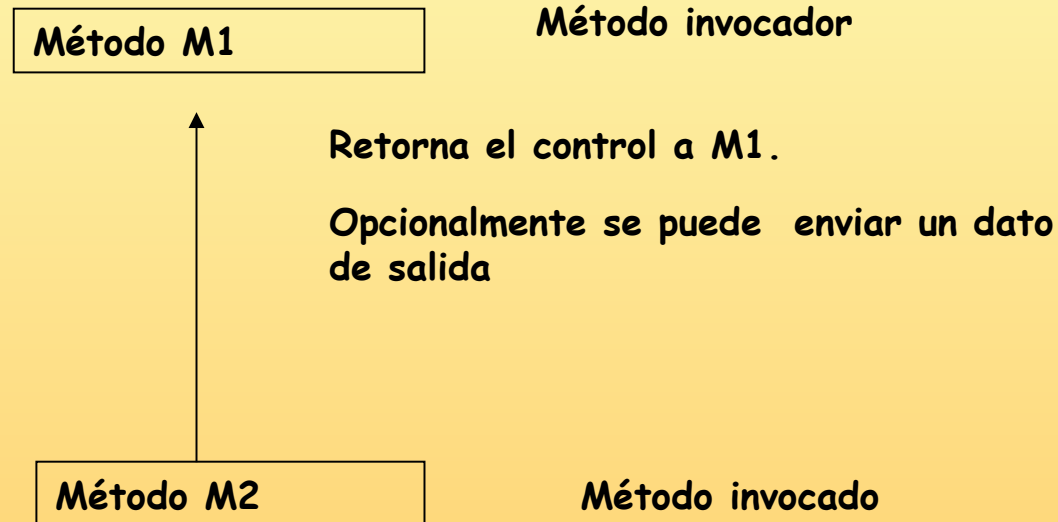 Método M1
Método invocador
Retorna el control a M1.
Opcionalmente se puede enviar un dato
de salida
Método M2
Método invocado